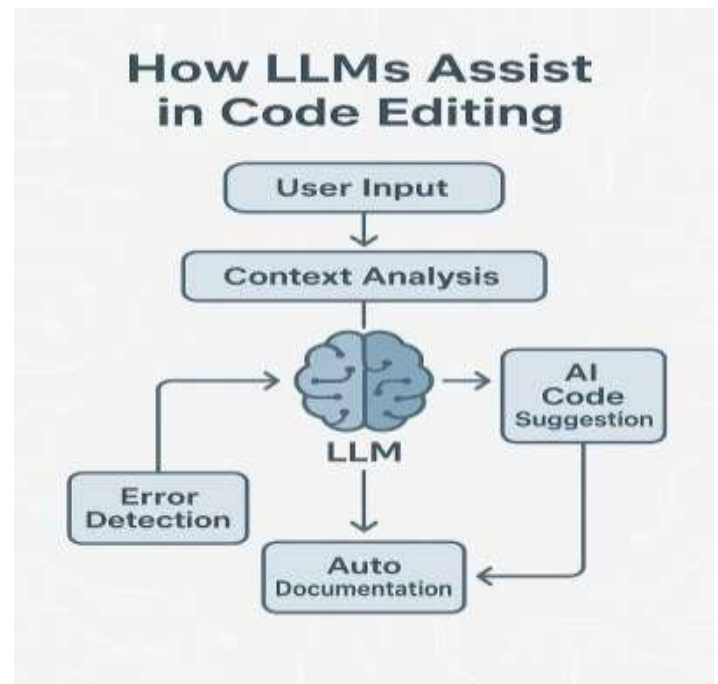 How LLMs Assist
in Code Editing
User Input
Context Analysis
LLM
AI
Code
Suggestion
Error
Detection
Auto
Documentation